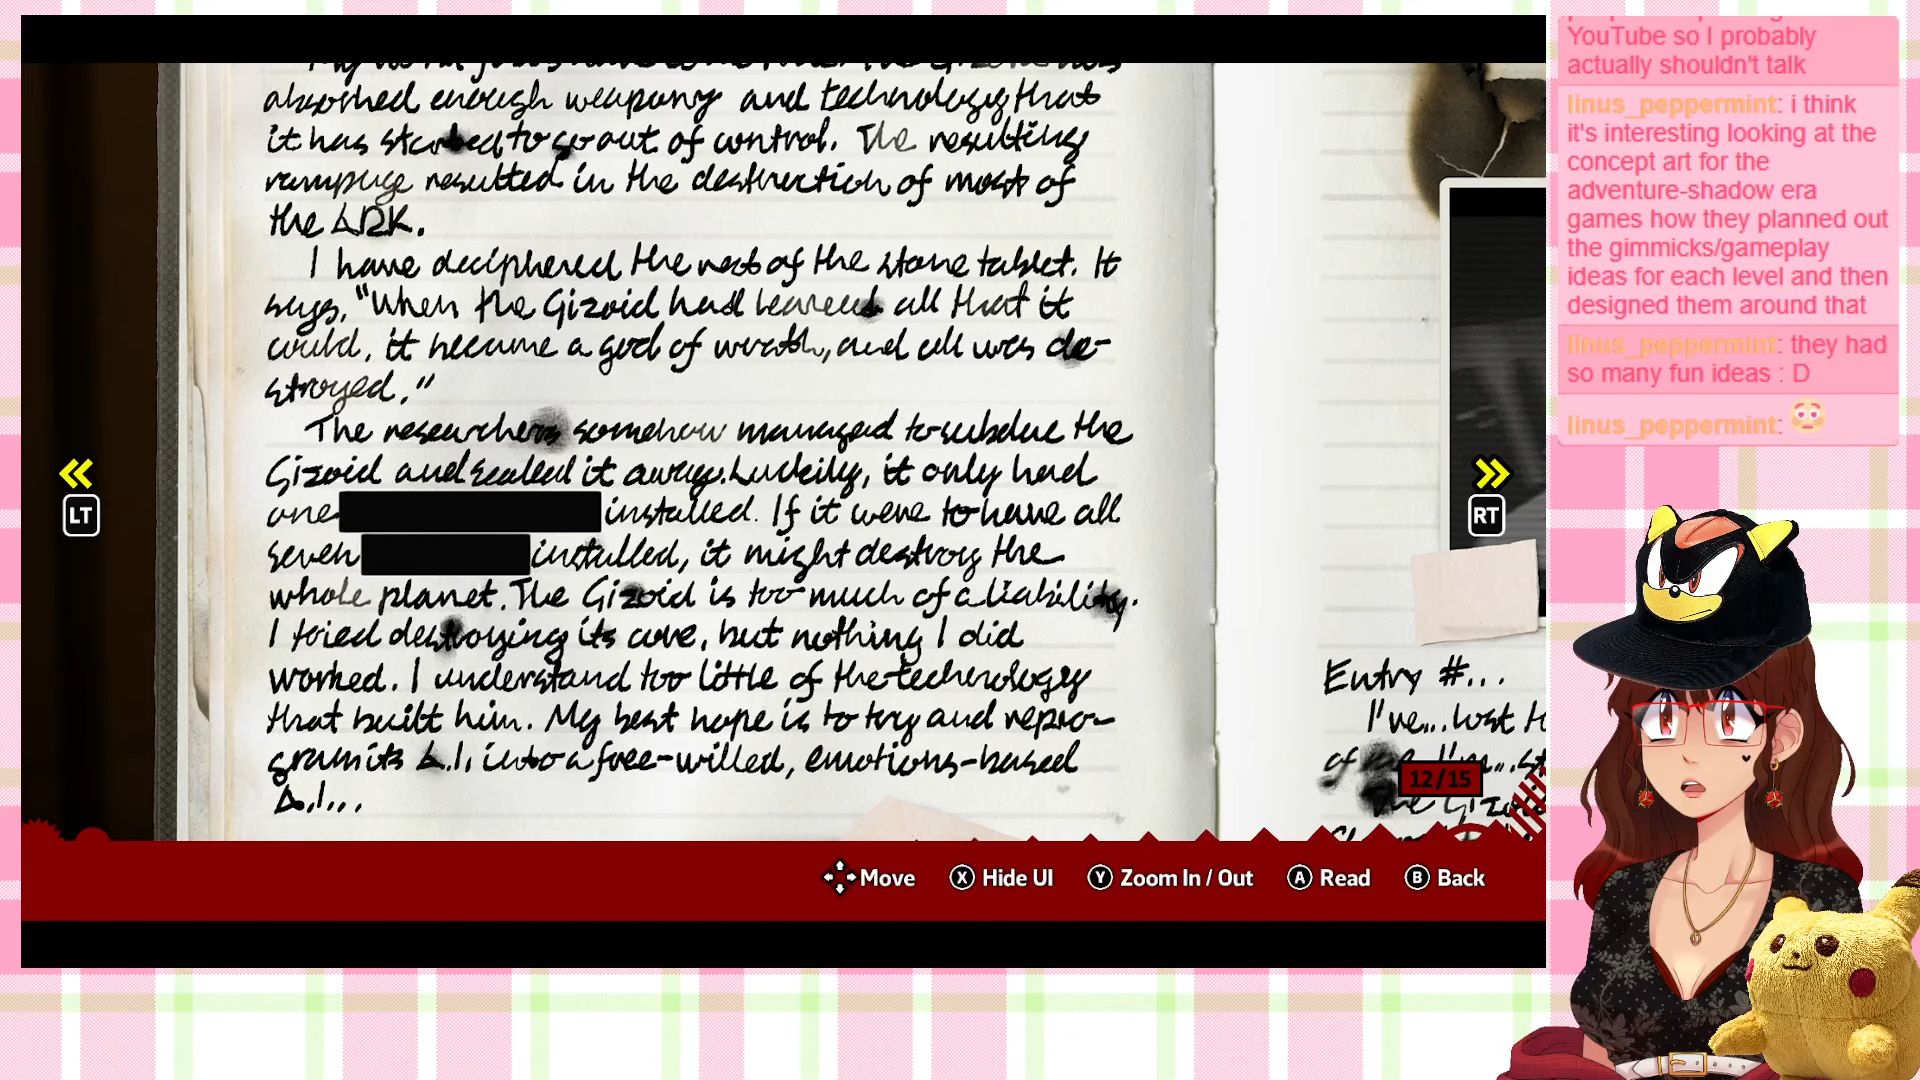 absorbed enough weapony and technology that
it has started to go out of control. The resulting
rampage resulted in the destruction of most of
the ARK.
I have deciphered the rest of the stone tablet. It
says, "When the Gizoid had learned all that it
could, it became a god of wrath, and all was de-
stroyed."
The researchers somehow managed to subdue the
Gizoid and sealed it away. Luckily, it only had
one installed. If it were to have all
seven installed, it might destroy the
whole planet. The Gizoid is too much of a liability.
I tried destroying its core, but nothing I did
worked. I understand too little of the technology
that built him. My best hope is to try and repro-
gram its A.I. into a free-willed, emotions-based
A.I...
Entry #...
I've...lost
LT
RT
12/15
Move
X Hide UI
Y Zoom In / Out
A Read
B Back
YouTube so I probably
actually shouldn't talk
linus_peppermint: i think
it's interesting looking at the
concept art for the
adventure-shadow era
games how they planned out
the gimmicks/gameplay
ideas for each level and then
designed them around that
linus_peppermint: they had
so many fun ideas : D
linus_peppermint: